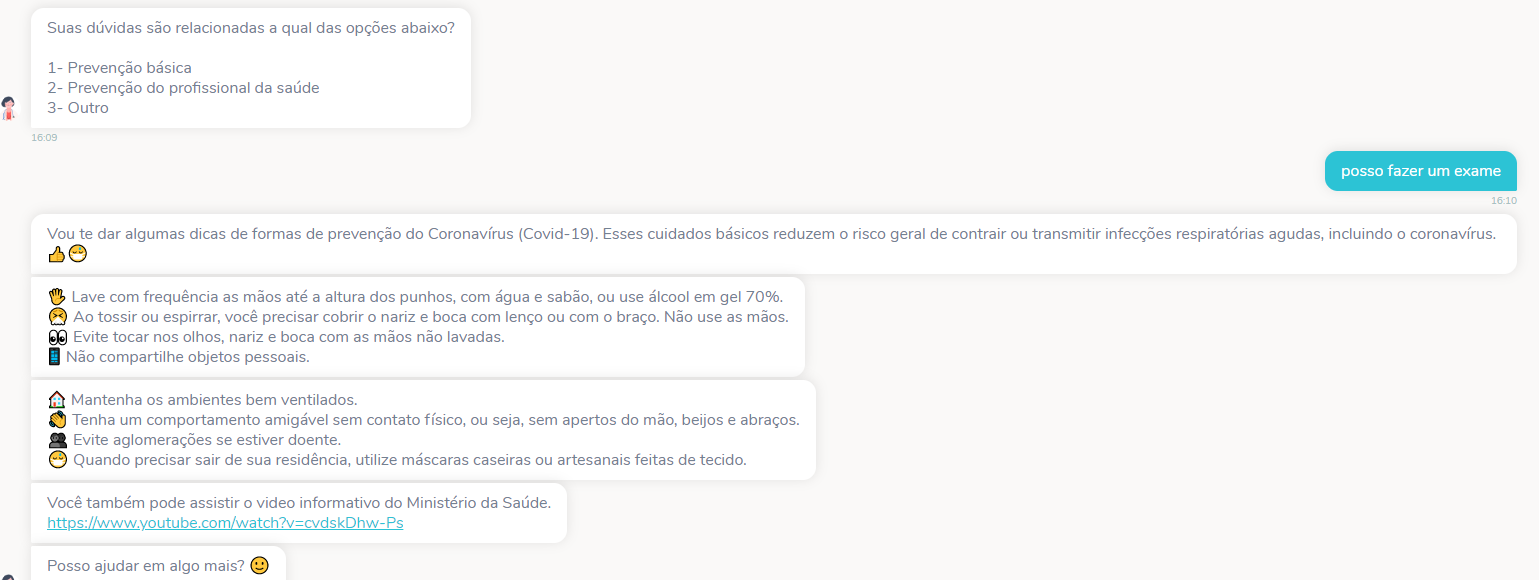 Suas dúvidas são relacionadas a qual das opções abaixo?
1- Prevenção básica
2- Prevenção do profissional da saúde
3- Outro
16:09
posso fazer um exame
16:10
Vou te dar algumas dicas de formas de prevenção do Coronavírus (Covid-19). Esses cuidados básicos reduzem o risco geral de contrair ou transmitir infecções respiratórias agudas, incluindo o coronavírus.
👍😷
🖐 Lave com frequência as mãos até a altura dos punhos, com água e sabão, ou use álcool em gel 70%.
🤧 Ao tossir ou espirrar, você precisar cobrir o nariz e boca com lenço ou com o braço. Não use as mãos.
👀 Evite tocar nos olhos, nariz e boca com as mãos não lavadas.
📱 Não compartilhe objetos pessoais.
🏠 Mantenha os ambientes bem ventilados.
👋 Tenha um comportamento amigável sem contato físico, ou seja, sem apertos do mão, beijos e abraços.
👥 Evite aglomerações se estiver doente.
😷 Quando precisar sair de sua residência, utilize máscaras caseiras ou artesanais feitas de tecido.
Você também pode assistir o video informativo do Ministério da Saúde.
https://www.youtube.com/watch?v=cvdskDhw-Ps
Posso ajudar em algo mais? 🙂